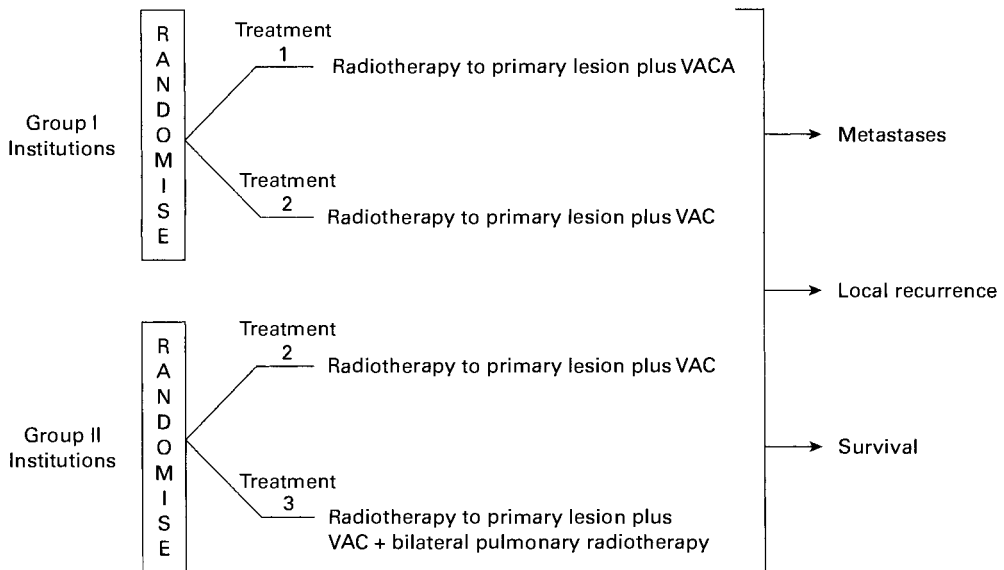 Group I
Institutions
RANDOMISE
Treatment
1
Radiotherapy to primary lesion plus VACA
Treatment
2
Radiotherapy to primary lesion plus VAC
Group II
Institutions
RANDOMISE
Treatment
2
Radiotherapy to primary lesion plus VAC
Treatment
3
Radiotherapy to primary lesion plus
VAC + bilateral pulmonary radiotherapy
Metastases
Local recurrence
Survival